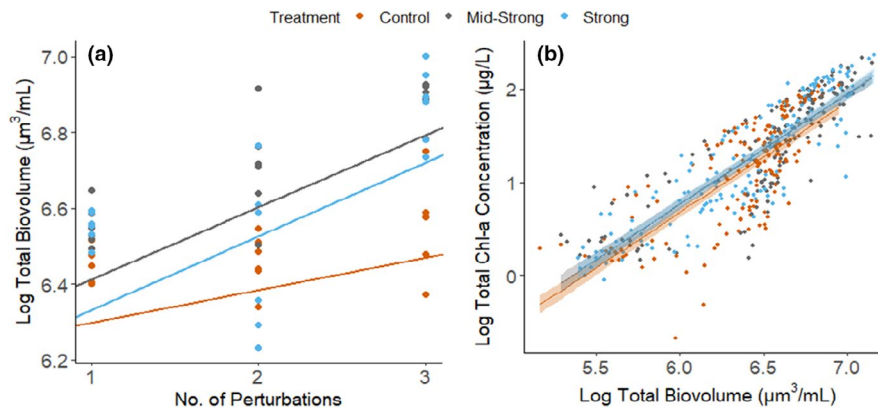 Treatment Control Mid-Strong Strong
(a)
Log Total Biovolume (µm³/mL)
7.0
6.8
6.6
6.4
6.2
1 2 3
No. of Perturbations
(b)
Log Total Chl-a Concentration (µg/L)
2
1
0
5.5 6.0 6.5 7.0
Log Total Biovolume (µm³/mL)